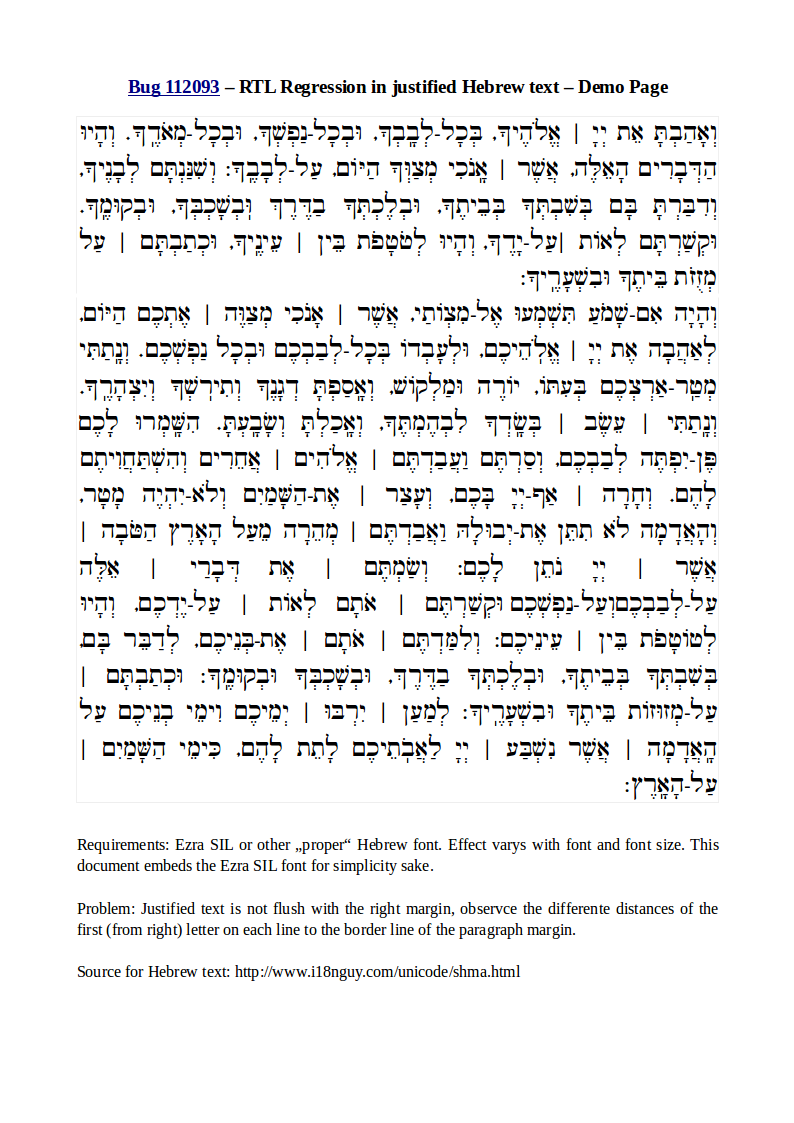 Bug 112093 – RTL Regression in justified Hebrew text – Demo Page
וְאָהַבְתָּ אֵת יְיָ | אֱלֹהֶיךָ, בְּכָל-לְבָבְךָ, וּבְכָל-נַפְשְׁךָ, וּבְכָל-מְאֹדֶךָ. וְהָיוּ
הַדְּבָרִים הָאֵלֶּה, אֲשֶׁר | אָנֹכִי מְצַוְּךָ הַיּוֹם, עַל-לְבָבֶךָ: וְשִׁנַּנְתָּם לְבָנֶיךָ,
וְדִבַּרְתָּ בָּם בְּשִׁבְתְּךָ בְּבֵיתֶךָ, וּבְלֶכְתְּךָ בַדֶּרֶךְ וּבְשָׁכְבְּךָ, וּבְקוּמֶךָ.
וּקְשַׁרְתָּם לְאוֹת |עַל-יָדֶךָ, וְהָיוּ לְטֹטָפֹת בֵּין | עֵינֶיךָ, וּכְתַבְתָּם | עַל
מְזֻזֹת בֵּיתֶךָ וּבִשְׁעָרֶיךָ:
וְהָיָה אִם-שָׁמֹעַ תִּשְׁמְעוּ אֶל-מִצְוֹתַי, אֲשֶׁר | אָנֹכִי מְצַוֶּה | אֶתְכֶם הַיּוֹם,
לְאַהֲבָה אֶת יְיָ | אֱלֹהֵיכֶם, וּלְעָבְדוֹ בְּכָל-לְבַבְכֶם וּבְכָל נַפְשְׁכֶם. וְנָתַתִּי
מְטַר-אַרְצְכֶם בְּעִתּוֹ, יוֹרֶה וּמַלְקוֹשׁ, וְאָסַפְתָּ דְגָנֶךָ וְתִירֹשְׁךָ וְיִצְהָרֶךָ.
וְנָתַתִּי | עֵשֶׂב | בְּשָׂדְךָ לִבְהֶמְתֶּךָ, וְאָכַלְתָּ וְשָׂבָעְתָּ. הִשָּׁמְרוּ לָכֶם
פֶּן-יִפְתֶּה לְבַבְכֶם, וְסַרְתֶּם וַעֲבַדְתֶּם | אֱלֹהִים | אֲחֵרִים וְהִשְׁתַּחֲוִיתֶם
לָהֶם. וְחָרָה | אַף-יְיָ בָּכֶם, וְעָצַר | אֶת-הַשָּׁמַיִם וְלֹא-יִהְיֶה מָטָר,
וְהָאֲדָמָה לֹא תִתֵּן אֶת-יְבוּלָהּ וַאֲבַדְתֶּם | מְהֵרָה מֵעַל הָאָרֶץ הַטֹּבָה |
אֲשֶׁר | יְיָ נֹתֵן לָכֶם: וְשַׂמְתֶּם | אֶת דְּבָרַי | אֵלֶּה
עַל-לְבַבְכֶםוְעַל-נַפְשְׁכֶם וּקְשַׁרְתֶּם | אֹתָם לְאוֹת | עַל-יֶדְכֶם, וְהָיוּ
לְטוֹטָפֹת בֵּין | עֵינֵיכֶם: וְלִמַּדְתֶּם | אֹתָם | אֶת-בְּנֵיכֶם, לְדַבֵּר בָּם,
בְּשִׁבְתְּךָ בְּבֵיתֶךָ, וּבְלֶכְתְּךָ בַדֶּרֶךְ, וּבְשָׁכְבְּךָ וּבְקוּמֶךָ: וּכְתַבְתָּם |
עַל-מְזוּזוֹת בֵּיתֶךָ וּבִשְׁעָרֶיךָ: לְמַעַן | יִרְבּוּ | יְמֵיכֶם וִימֵי בְנֵיכֶם עַל
הָאֲדָמָה | אֲשֶׁר נִשְׁבַּע | יְיָ לַאֲבֹתֵיכֶם לָתֵת לָהֶם, כִּימֵי הַשָּׁמַיִם |
עַל-הָאָרֶץ:
Requirements: Ezra SIL or other „proper“ Hebrew font. Effect varys with font and font size. This
document embeds the Ezra SIL font for simplicity sake.
Problem: Justified text is not flush with the right margin, observce the differente distances of the
first (from right) letter on each line to the border line of the paragraph margin.
Source for Hebrew text: http://www.i18nguy.com/unicode/shma.html